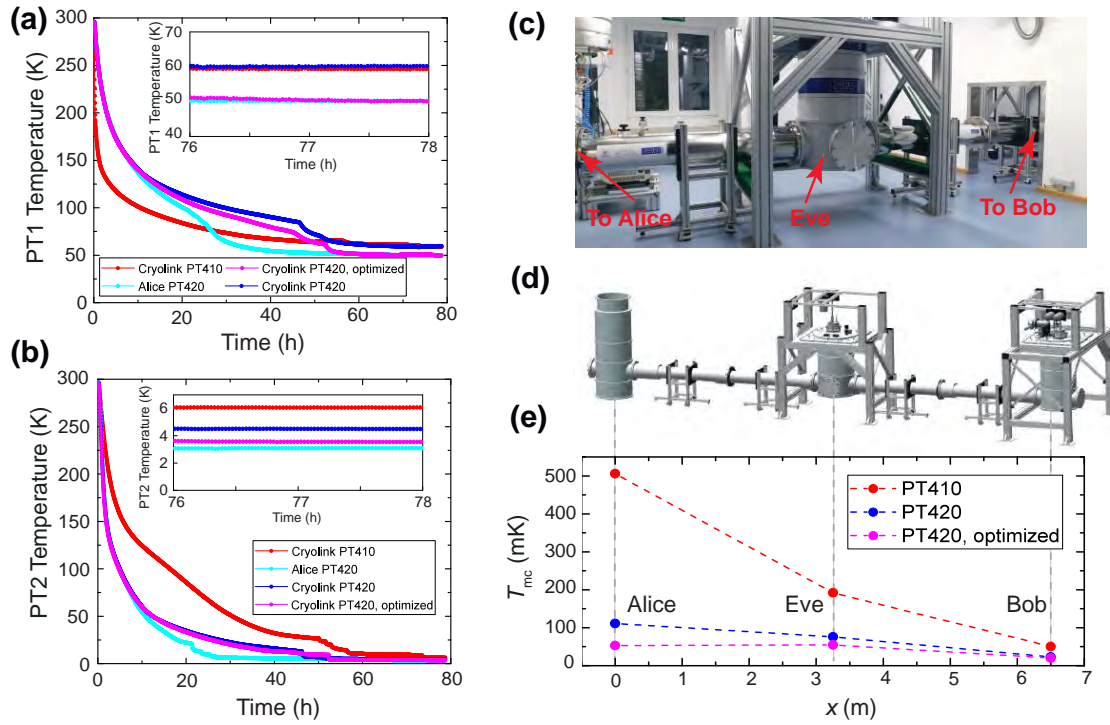 (a)
PT1 Temperature (K)
300
250
200
150
100
50
0
0 20 40 60 80
Time (h)
PT1 Temperature (K)
70
60
50
40
76 77 78
Time (h)
Cryolink PT410
Cryolink PT420, optimized
Alice PT420
Cryolink PT420
(b)
PT2 Temperature (K)
300
250
200
150
100
50
0
0 20 40 60 80
Time (h)
PT2 Temperature (K)
6
4
2
0
76 77 78
Time (h)
Cryolink PT410
Alice PT420
Cryolink PT420
Cryolink PT420, optimized
(c)
To Alice
Eve
To Bob
(d)
(e)
T mc (mK)
500
400
300
200
100
0
PT410
PT420
PT420, optimized
Alice
Eve
Bob
0 1 2 3 4 5 6 7
x (m)